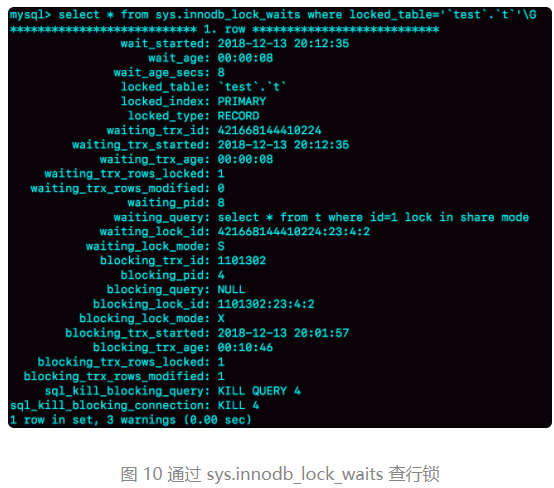 mysql> select * from sys.innodb_lock_waits where locked_table='`test`.`t`'\G
*************************** 1. row ***************************
wait_started: 2018-12-13 20:12:35
wait_age: 00:00:08
wait_age_secs: 8
locked_table: `test`.`t`
locked_index: PRIMARY
locked_type: RECORD
waiting_trx_id: 421668144410224
waiting_trx_started: 2018-12-13 20:12:35
waiting_trx_age: 00:00:08
waiting_trx_rows_locked: 1
waiting_trx_rows_modified: 0
waiting_pid: 8
waiting_query: select * from t where id=1 lock in share mode
waiting_lock_id: 421668144410224:23:4:2
waiting_lock_mode: S
blocking_trx_id: 1101302
blocking_pid: 4
blocking_query: NULL
blocking_lock_id: 1101302:23:4:2
blocking_lock_mode: X
blocking_trx_started: 2018-12-13 20:01:57
blocking_trx_age: 00:10:46
blocking_trx_rows_locked: 1
blocking_trx_rows_modified: 1
sql_kill_blocking_query: KILL QUERY 4
sql_kill_blocking_connection: KILL 4
1 row in set, 3 warnings (0.00 sec)
图 10 通过 sys.innodb_lock_waits 查行锁